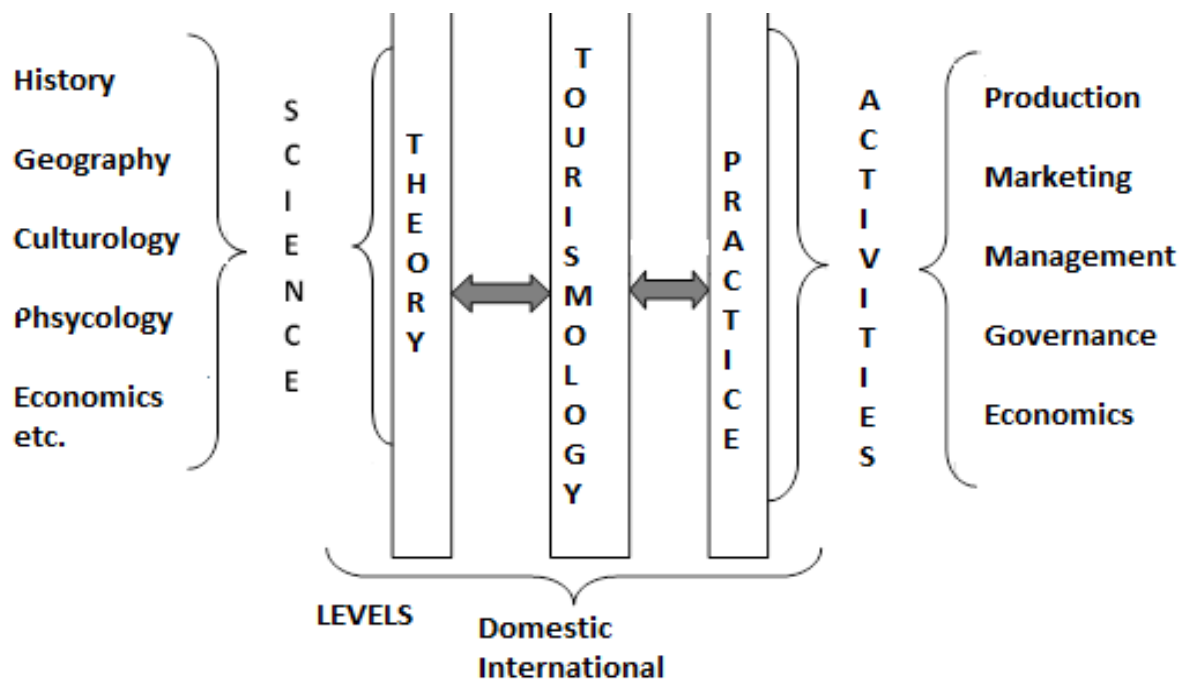 History
Geography
Culturology
Phsycology
Economics
etc.
SCIENCE
THEORY
TOURISMOLOGY
PRACTICE
ACTIVITIES
Production
Marketing
Management
Governance
Economics
LEVELS
Domestic
International